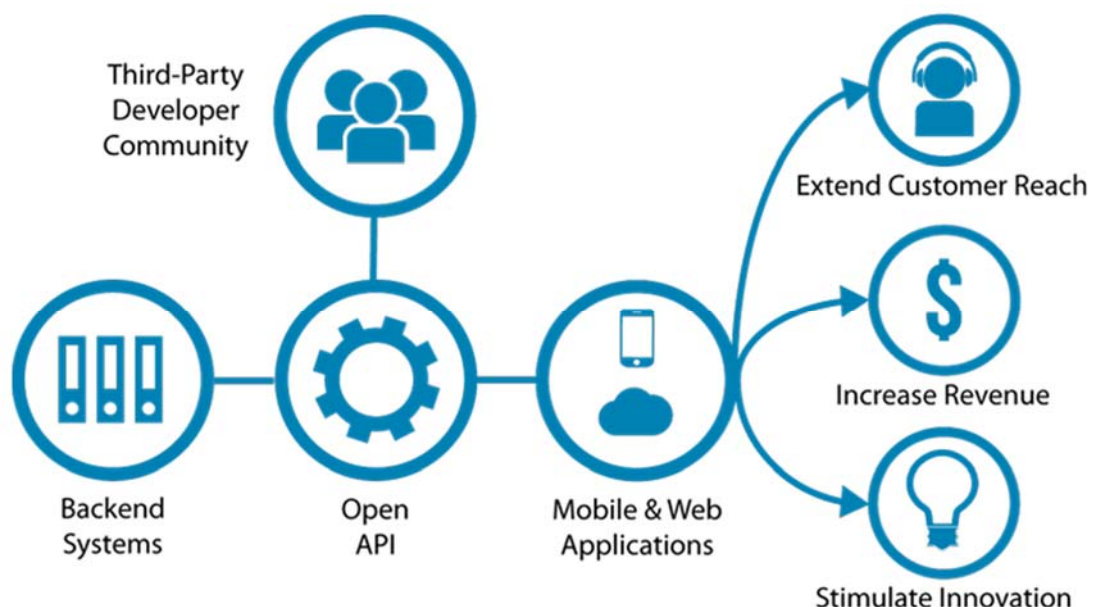 Third-Party
Developer
Community
Extend Customer Reach
$
Increase Revenue
Backend
Systems
Open
API
Mobile & Web
Applications
Stimulate Innovation